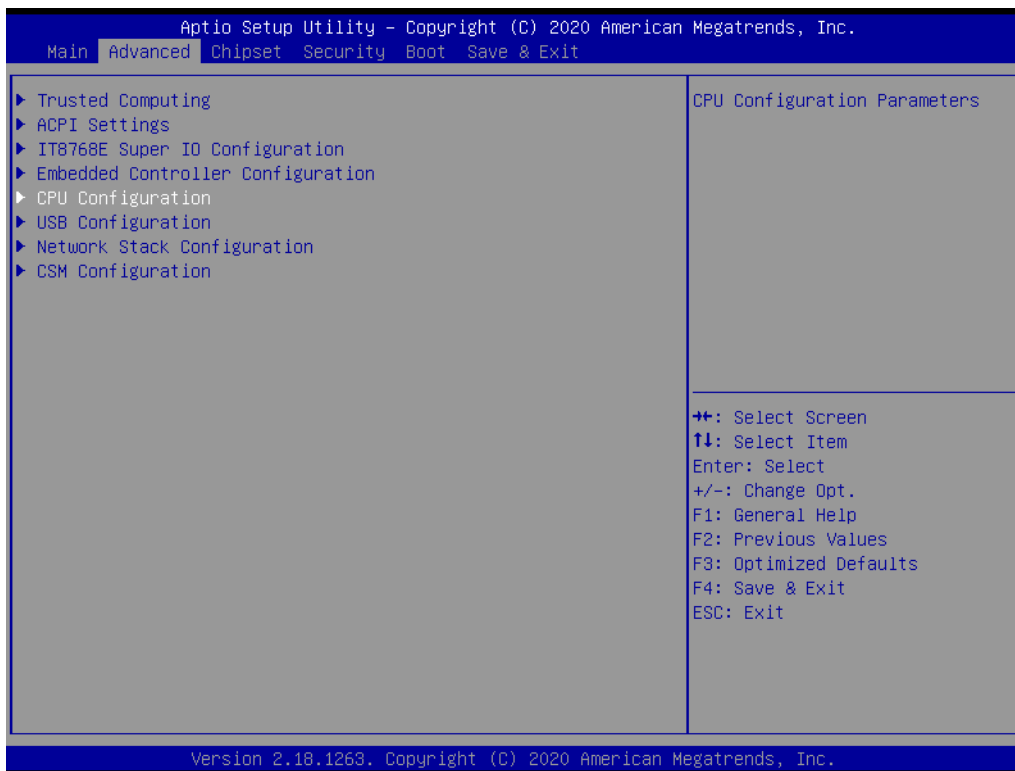 Aptio Setup Utility – Copyright (C) 2020 American Megatrends, Inc.
Main Advanced Chipset Security Boot Save & Exit
Trusted Computing
ACPI Settings
IT8768E Super IO Configuration
Embedded Controller Configuration
CPU Configuration
USB Configuration
Network Stack Configuration
CSM Configuration
CPU Configuration Parameters
→←: Select Screen
↑↓: Select Item
Enter: Select
+/-: Change Opt.
F1: General Help
F2: Previous Values
F3: Optimized Defaults
F4: Save & Exit
ESC: Exit
Version 2.18.1263. Copyright (C) 2020 American Megatrends, Inc.